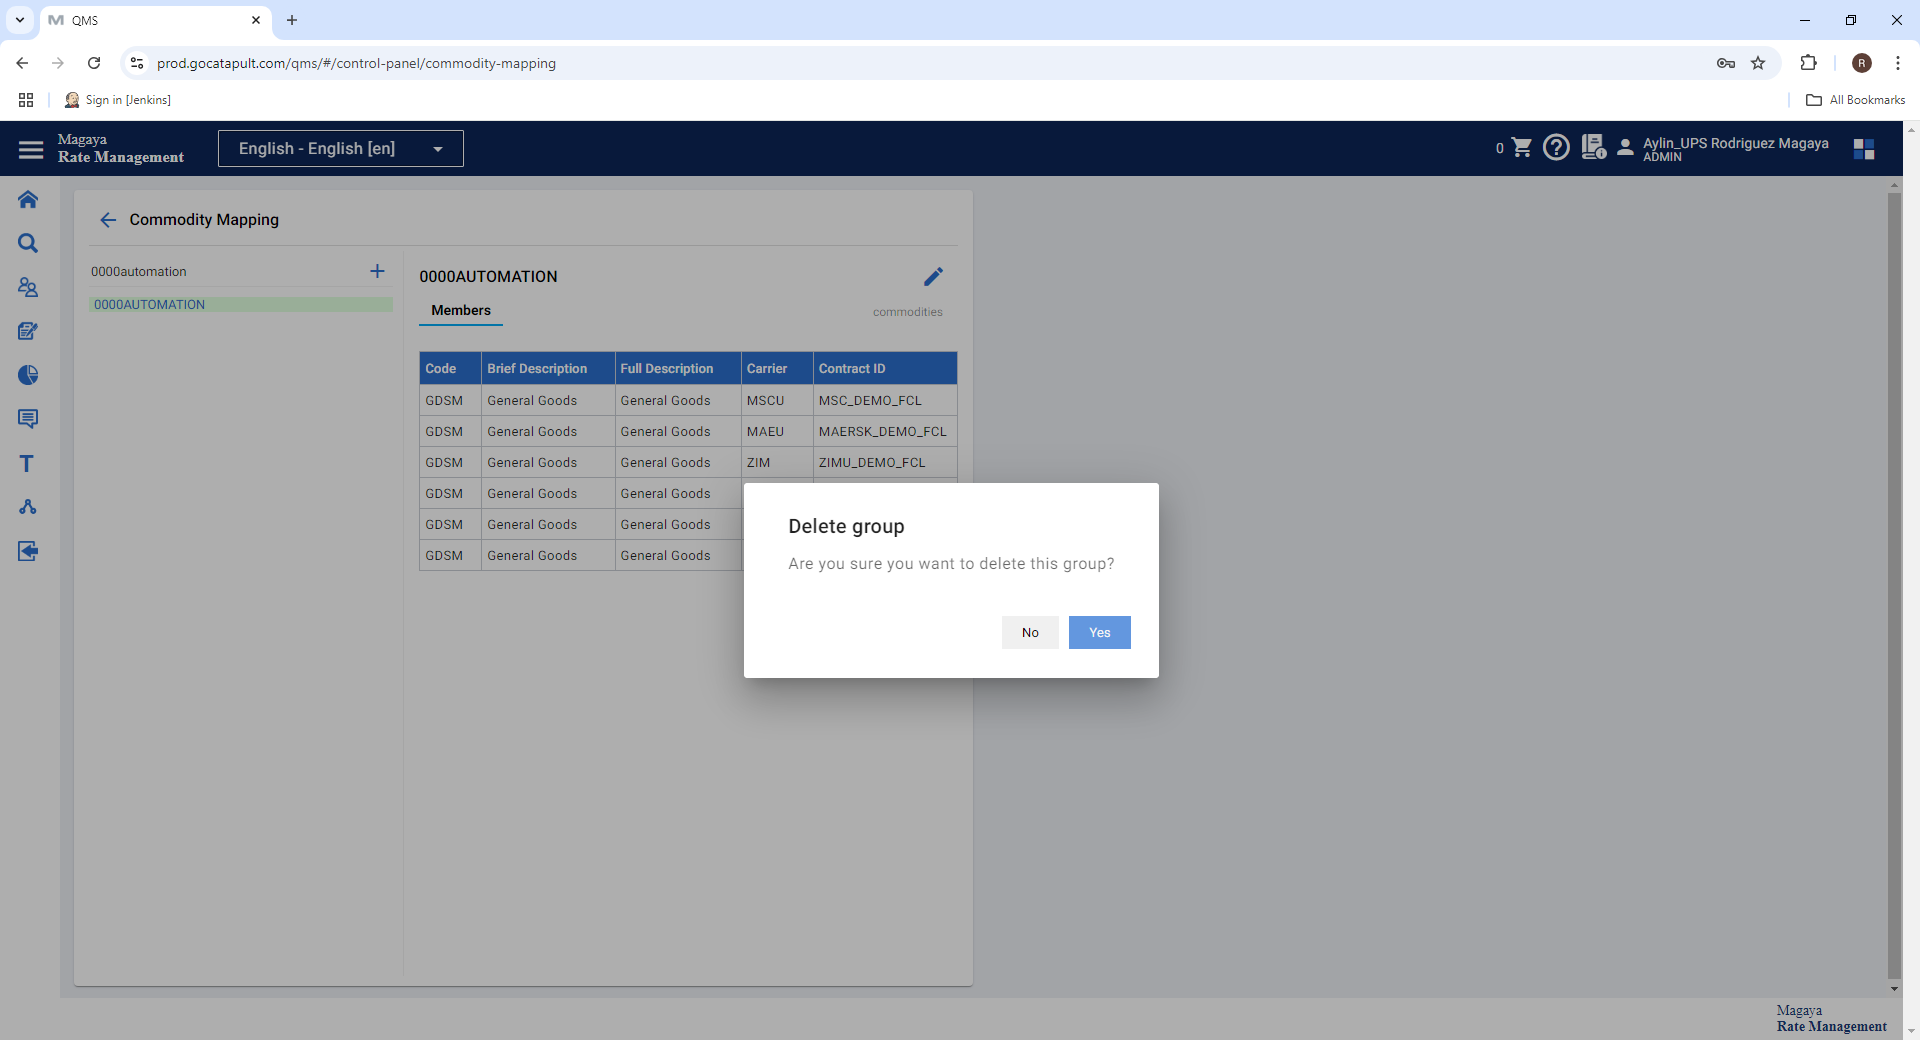 QMS
prod.gocatapult.com/qms/#/control-panel/commodity-mapping
R
Sign in [Jenkins]
All Bookmarks
Magaya
Rate Management
English - English [en]
0
Aylin_UPS Rodriguez Magaya
ADMIN
Commodity Mapping
0000automation
0000AUTOMATION
0000AUTOMATION
Members
commodities
Code Brief Description Full Description Carrier Contract ID
GDSM General Goods General Goods MSCU MSC_DEMO_FCL
GDSM General Goods General Goods MAEU MAERSK_DEMO_FCL
GDSM General Goods General Goods ZIM ZIMU_DEMO_FCL
GDSM General Goods General Goods
GDSM General Goods General Goods
GDSM General Goods General Goods
Delete group
Are you sure you want to delete this group?
No
Yes
Magaya
Rate Management